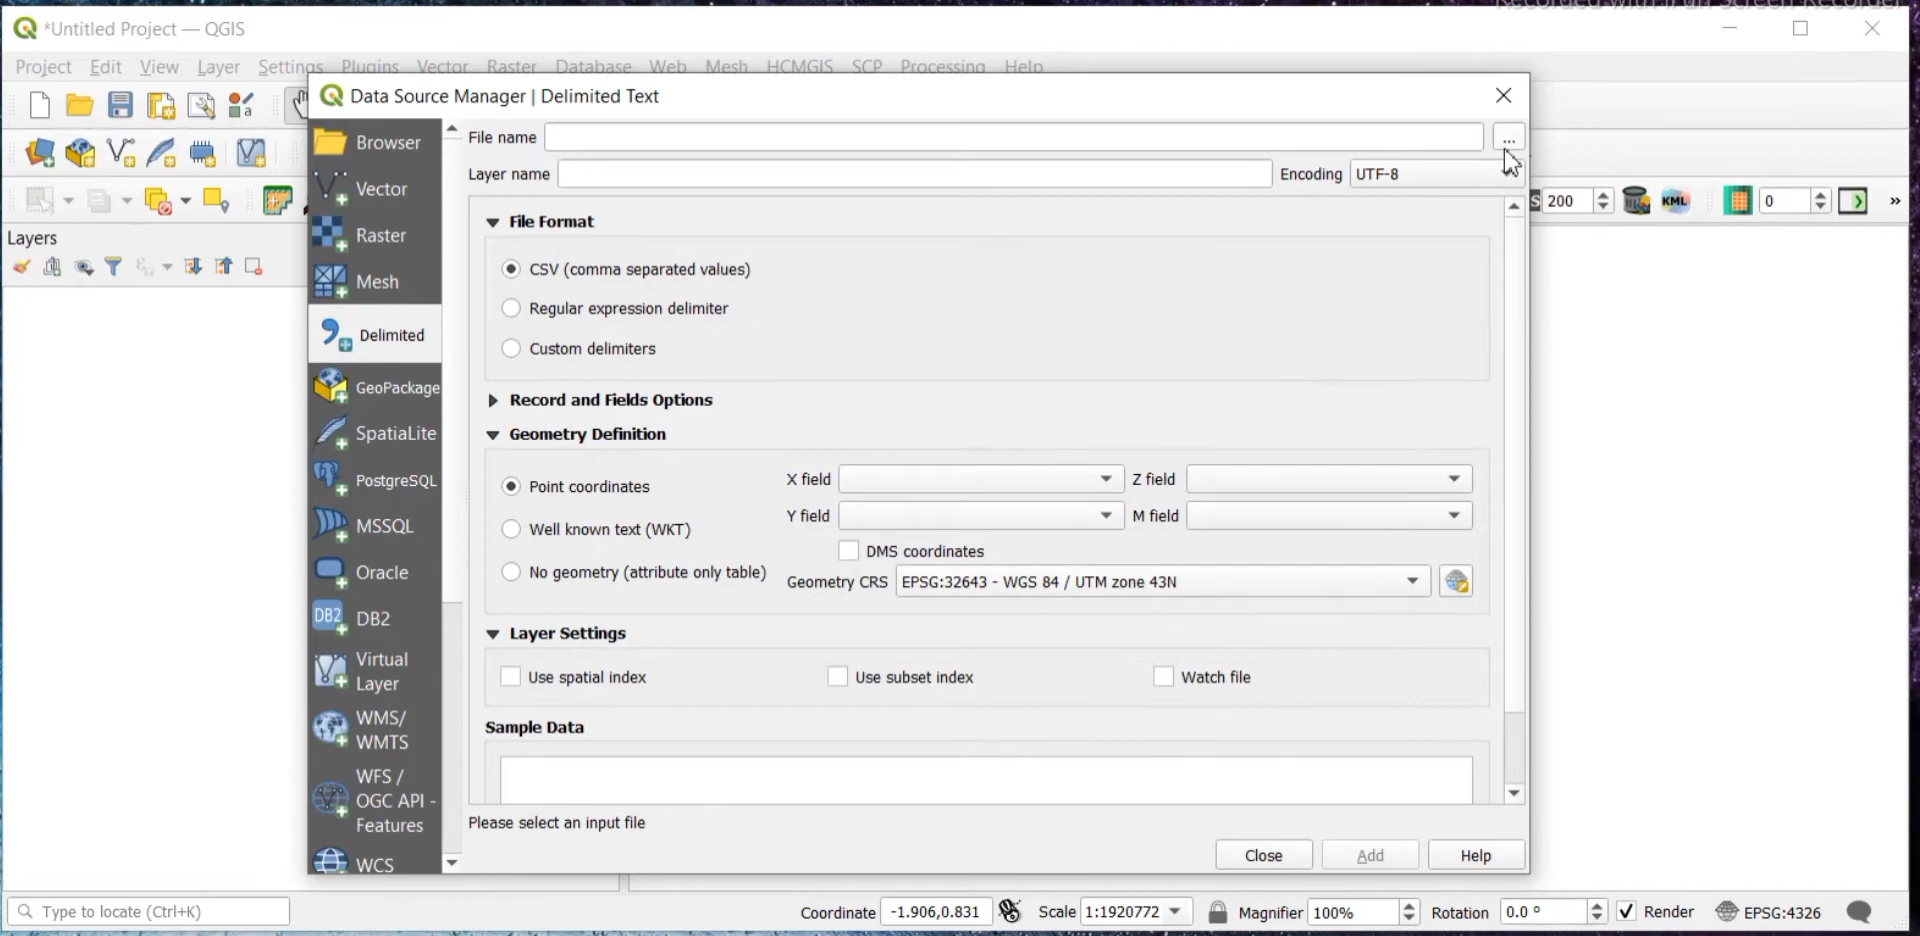 *Untitled Project — QGIS
Project Edit View Layer Settings Plugins Vector Raster Database Web Mesh HCMGIS SCP Processing Help
Data Source Manager | Delimited Text
Browser
Vector
Raster
Mesh
Delimited
GeoPackage
SpatiaLite
PostgreSQL
MSSQL
Oracle
DB2
DB2
Virtual
Layer
WMS/
WMTS
WFS /
OGC API -
Features
WCS
File name
...
Layer name
Encoding UTF-8
File Format
CSV (comma separated values)
Regular expression delimiter
Custom delimiters
Record and Fields Options
Geometry Definition
Point coordinates
Well known text (WKT)
No geometry (attribute only table)
X field
Z field
Y field
M field
DMS coordinates
Geometry CRS EPSG:32643 - WGS 84 / UTM zone 43N
Layer Settings
Use spatial index
Use subset index
Watch file
Sample Data
Please select an input file
Close
Add
Help
Layers
S 200
KML
0
»
Type to locate (Ctrl+K)
Coordinate -1.906,0.831
Scale 1:1920772
Magnifier 100%
Rotation 0.0 °
Render
EPSG:4326